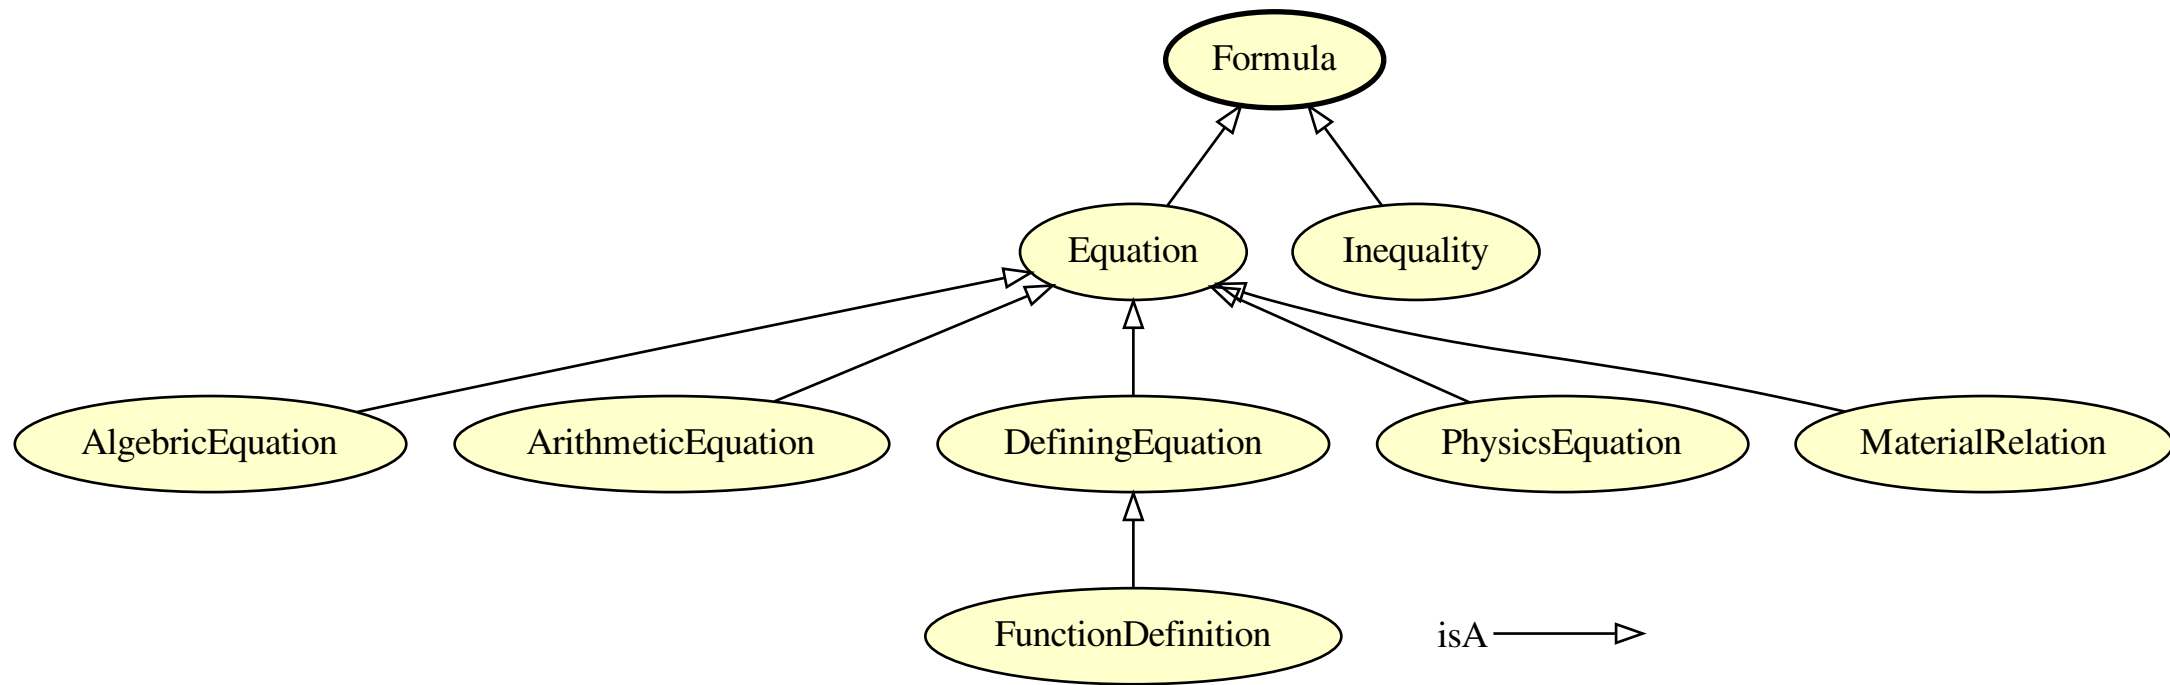 Formula
Equation
Inequality
AlgebricEquation
ArithmeticEquation
DefiningEquation
PhysicsEquation
MaterialRelation
FunctionDefinition
isA